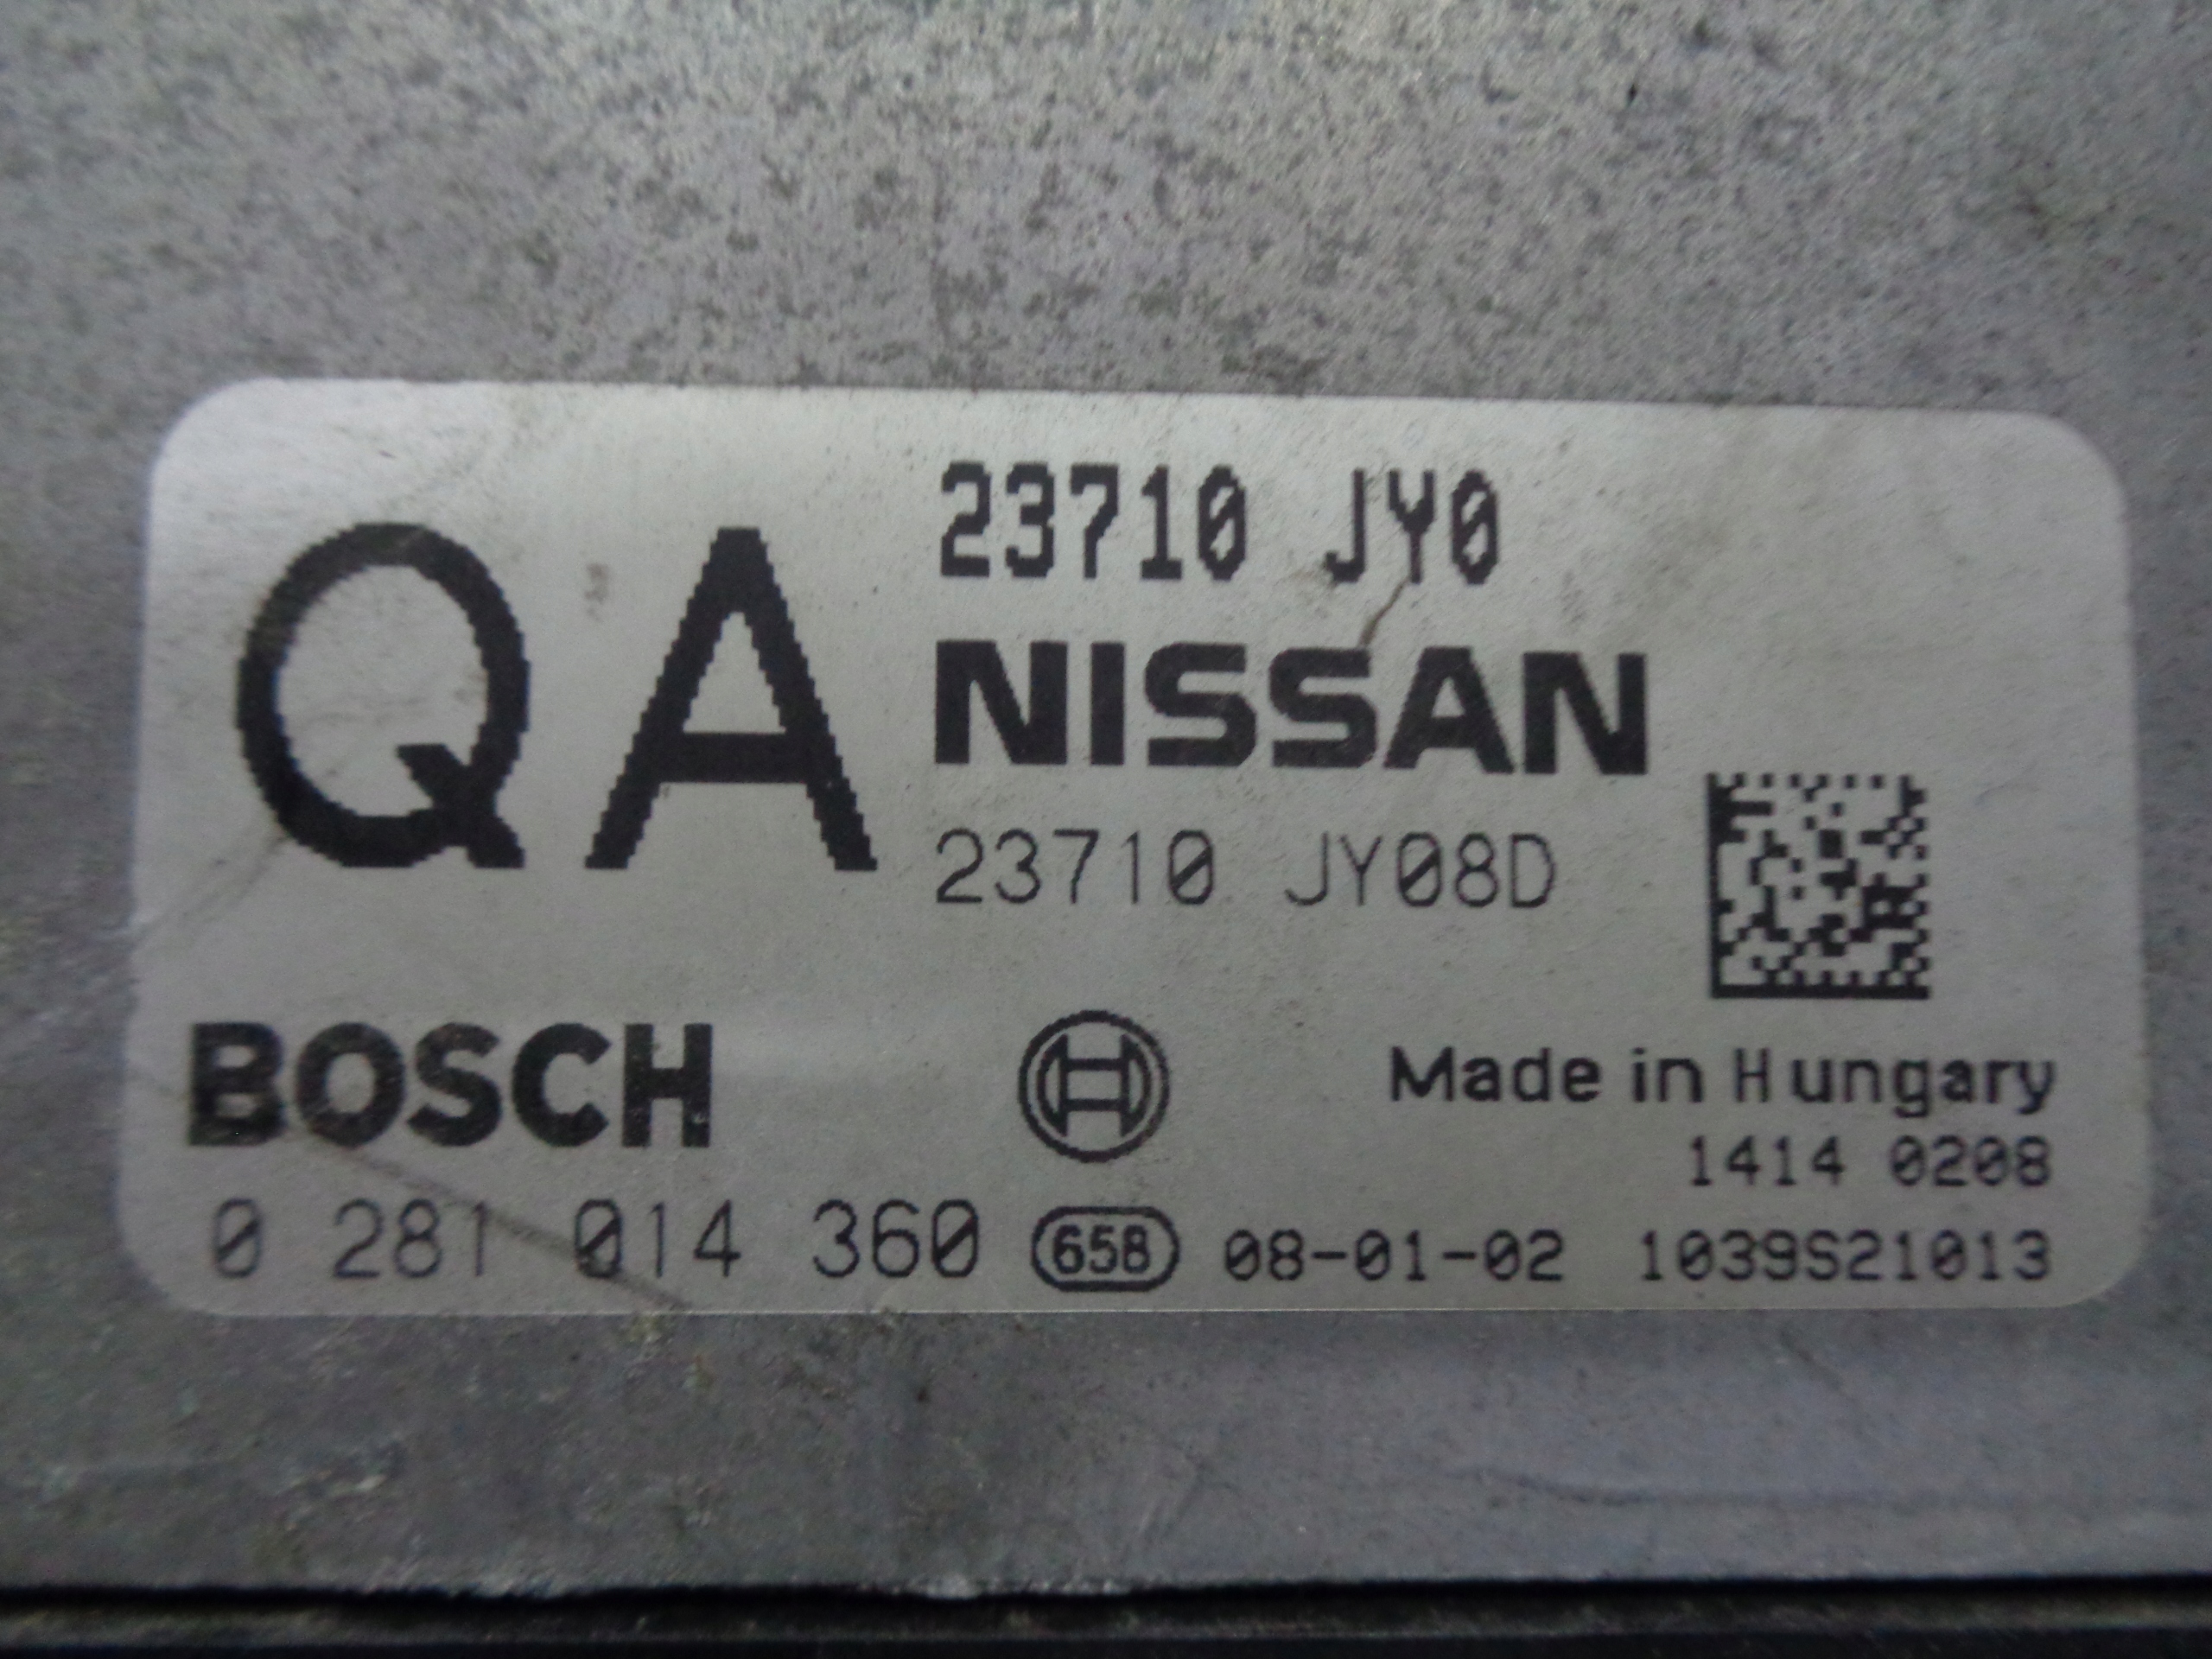 23710 JY0
QA
NISSAN
23710 JY08D
BOSCH
Made in Hungary
1414 0208
0 281 014 360 658 08-01-02 1039S21013